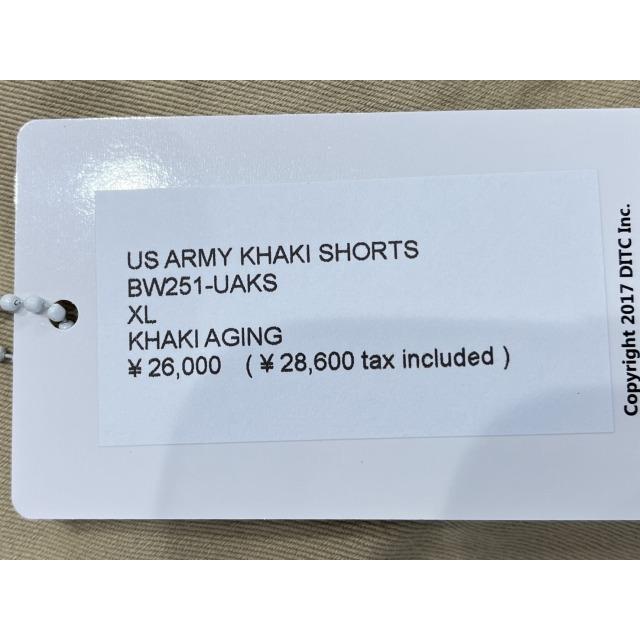 US ARMY KHAKI SHORTS
BW251-UAKS
XL
KHAKI AGING
¥ 26,000 (¥ 28,600 tax included)
Copyright 2017 DITC Inc.